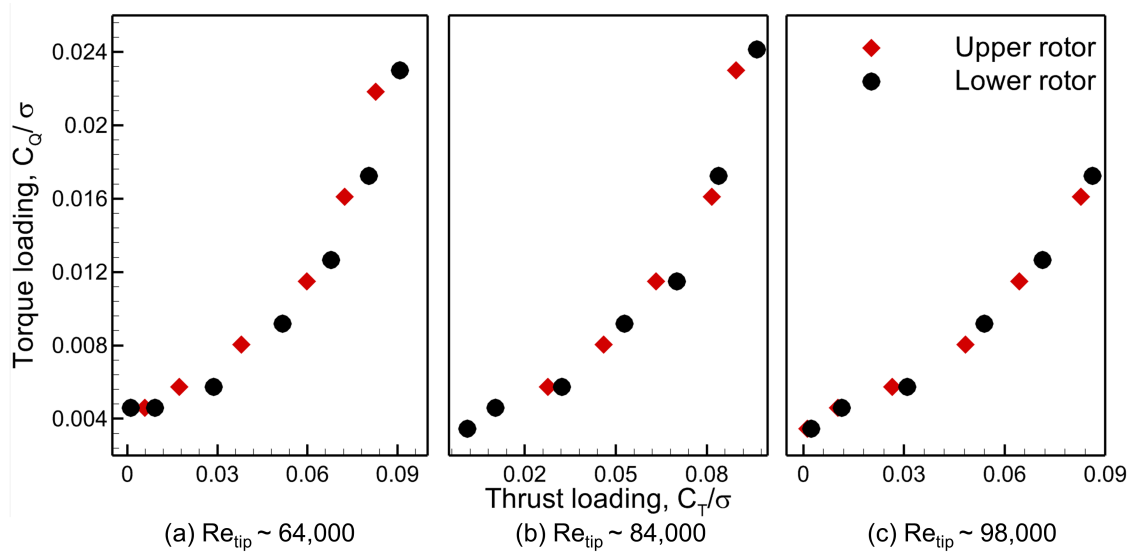 Torque loading, C_Q/ σ
0.024
0.02
0.016
0.012
0.008
0.004
Upper rotor
Lower rotor
0 0.03 0.06 0.09
0.02 0.05 0.08
0 0.03 0.06 0.09
Thrust loading, C_T/σ
(a) Re_tip ~ 64,000 (b) Re_tip ~ 84,000 (c) Re_tip ~ 98,000